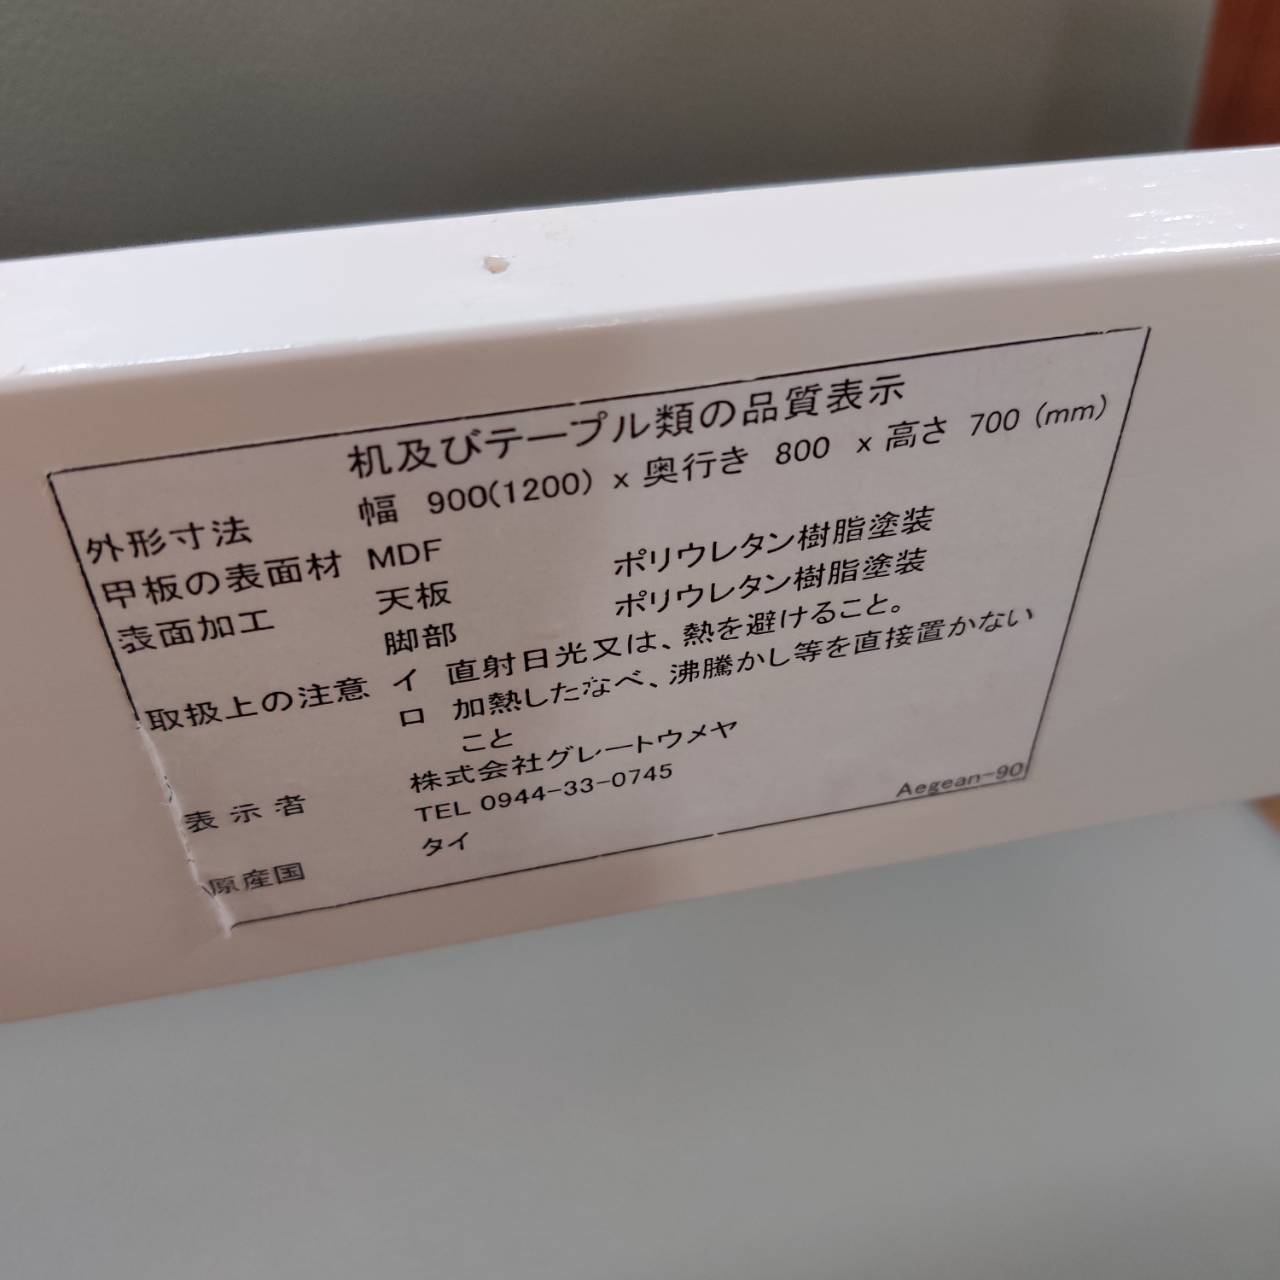 机及びテーブル類の品質表示
外形寸法 幅 900(1200) x 奥行き 800 x 高さ 700 (mm)
甲板の表面材 MDF
表面加工 天板 ポリウレタン樹脂塗装
脚部 ポリウレタン樹脂塗装
取扱上の注意 イ 直射日光又は、熱を避けること。
ロ 加熱したなべ、沸騰かし等を直接置かない
こと
表示者 株式会社グレートウメヤ
TEL 0944-33-0745
原産国 タイ
Aegean-90